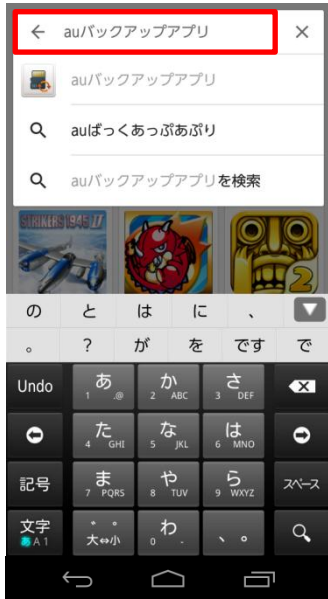 auバックアップアプリ
auバックアップアプリ
auばっくあっぷあぷり
auバックアップアプリを検索
STRIKERS 1945 II
2
の と は に 、
。 ? が を です で
Undo あ 1 .@ か 2 ABC さ 3 DEF
た 4 GHI な 5 JKL は 6 MNO
記号 ま 7 PQRS や 8 TUV ら 9 WXYZ スペース
文字 あA1 ゛゜ 大⇔小 わ 0 - 、。